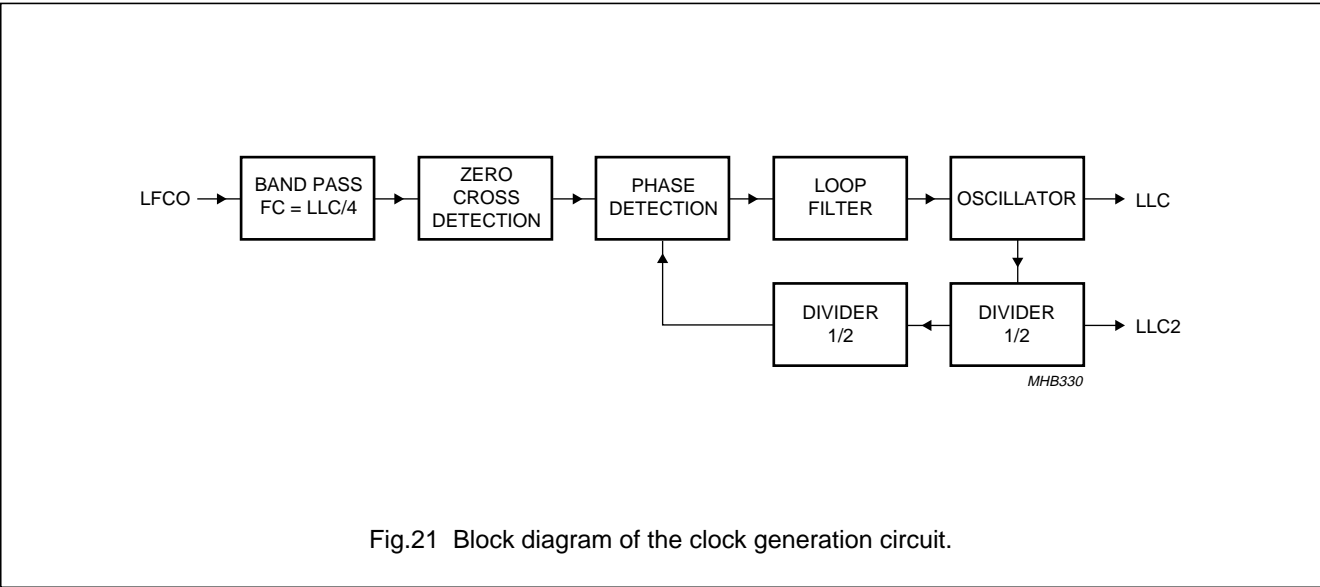 LFCO
BAND PASS
FC = LLC/4
ZERO
CROSS
DETECTION
PHASE
DETECTION
LOOP
FILTER
OSCILLATOR
LLC
DIVIDER
1/2
DIVIDER
1/2
LLC2
MHB330
Fig.21 Block diagram of the clock generation circuit.